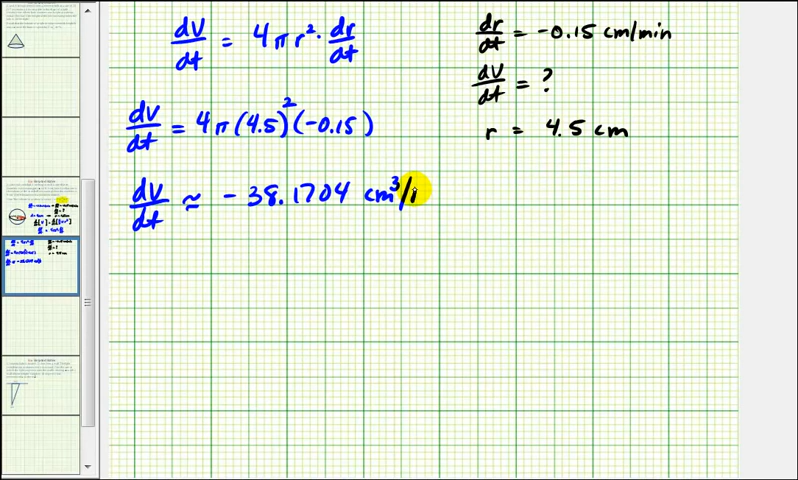 dV/dt = 4πr² · dr/dt
dr/dt = -0.15 cm/min
dV/dt = ?
r = 4.5 cm
dV/dt = 4π(4.5)²(-0.15)
dV/dt ≈ -38.1704 cm³/